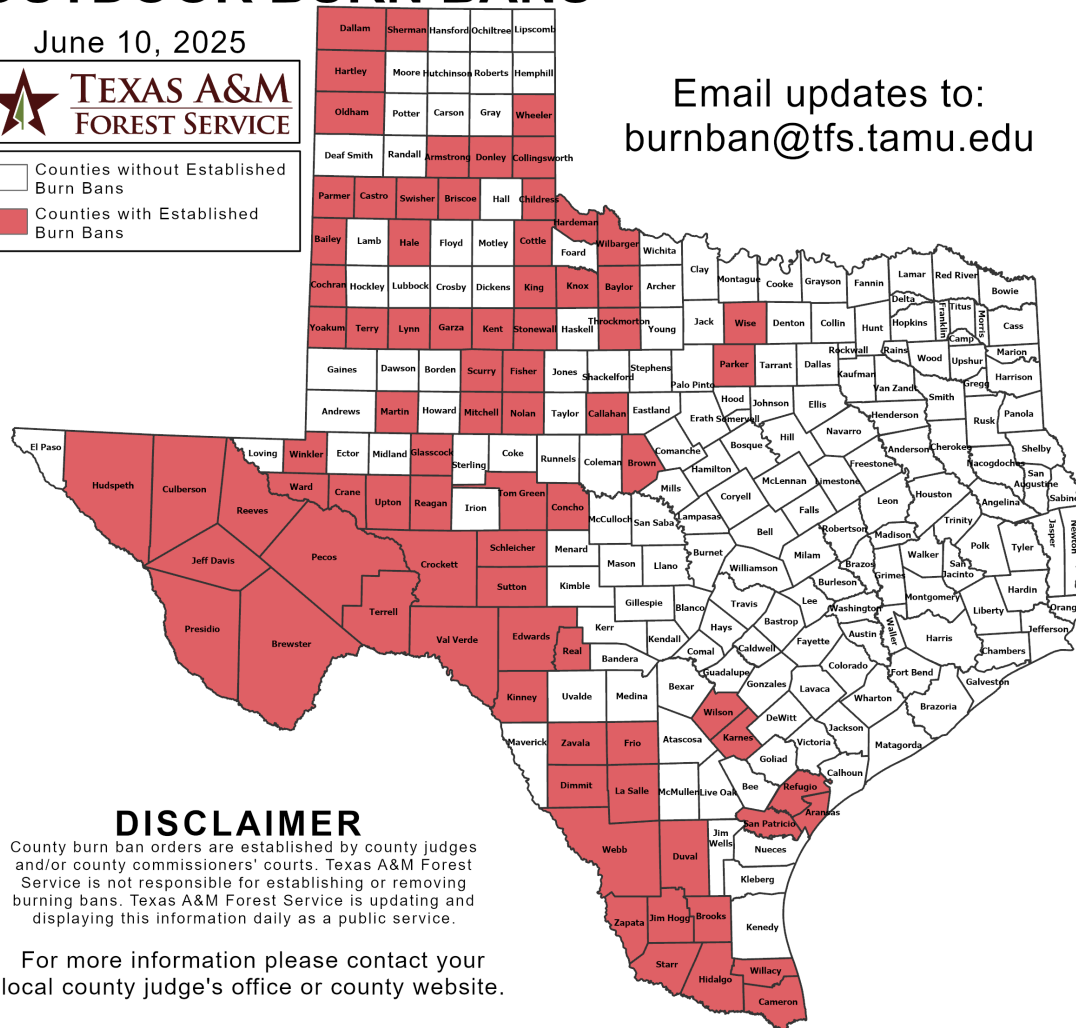 OUTDOOR BURN BANS
June 10, 2025
TEXAS A&M
FOREST SERVICE
Counties without Established
Burn Bans
Counties with Established
Burn Bans
Email updates to:
burnban@tfs.tamu.edu
Dallam Sherman Hansford Ochiltree Lipscomb
Hartley Moore Hutchinson Roberts Hemphill
Oldham Potter Carson Gray Wheeler
Deaf Smith Randall Armstrong Donley Collingsworth
Parmer Castro Swisher Briscoe Hall Childress
Hardeman
Bailey Lamb Hale Floyd Motley Cottle Foard Wilbarger Wichita
Clay Montague Cooke Grayson Fannin Lamar Red River Bowie
Cochran Hockley Lubbock Crosby Dickens King Knox Baylor Archer
Delta Titus Franklin Morris
Yoakum Terry Lynn Garza Kent Stonewall Haskell Throckmorton Young Jack Wise Denton Collin Hunt Hopkins Cass
Camp
Rockwall Rains Wood Upshur Marion
Gaines Dawson Borden Scurry Fisher Jones Shackelford Stephens Palo Pinto Parker Tarrant Dallas Kaufman Van Zandt Gregg Harrison
Andrews Martin Howard Mitchell Nolan Taylor Callahan Eastland Erath Hood Somervell Johnson Ellis Henderson Smith Rusk Panola
El Paso Loving Winkler Ector Midland Glasscock Sterling Coke Runnels Coleman Brown Comanche Bosque Hill Navarro Anderson Cherokee Nacogdoches Shelby
Hudspeth Culberson Reeves Ward Crane Upton Reagan Irion Tom Green Concho Mills Hamilton McLennan Limestone Freestone San Augustine Sabine
McCulloch San Saba Lampasas Coryell Falls Leon Houston Angelina
Jeff Davis Pecos Crockett Schleicher Menard Mason Llano Burnet Bell Robertson Madison Trinity Jasper Newton
Sutton Kimble Williamson Milam Brazos Grimes Walker San Jacinto Polk Tyler
Presidio Brewster Terrell Val Verde Edwards Real Kerr Gillespie Blanco Travis Lee Burleson Washington Montgomery Liberty Hardin Orang
Kendall Hays Bastrop Fayette Austin Waller Harris Jefferson
Bandera Comal Caldwell Colorado Chambers
Kinney Uvalde Medina Bexar Guadalupe Gonzales Lavaca Wharton Fort Bend Brazoria Galveston
Wilson DeWitt Jackson Matagorda
Maverick Zavala Frio Atascosa Karnes Goliad Victoria Calhoun
Dimmit La Salle McMullen Live Oak Bee Refugio
Aransas
San Patricio
Webb Duval Jim Wells Nueces
Kleberg
Zapata Jim Hogg Brooks Kenedy
Starr Hidalgo Willacy
Cameron
DISCLAIMER
County burn ban orders are established by county judges
and/or county commissioners' courts. Texas A&M Forest
Service is not responsible for establishing or removing
burning bans. Texas A&M Forest Service is updating and
displaying this information daily as a public service.
For more information please contact your
local county judge's office or county website.